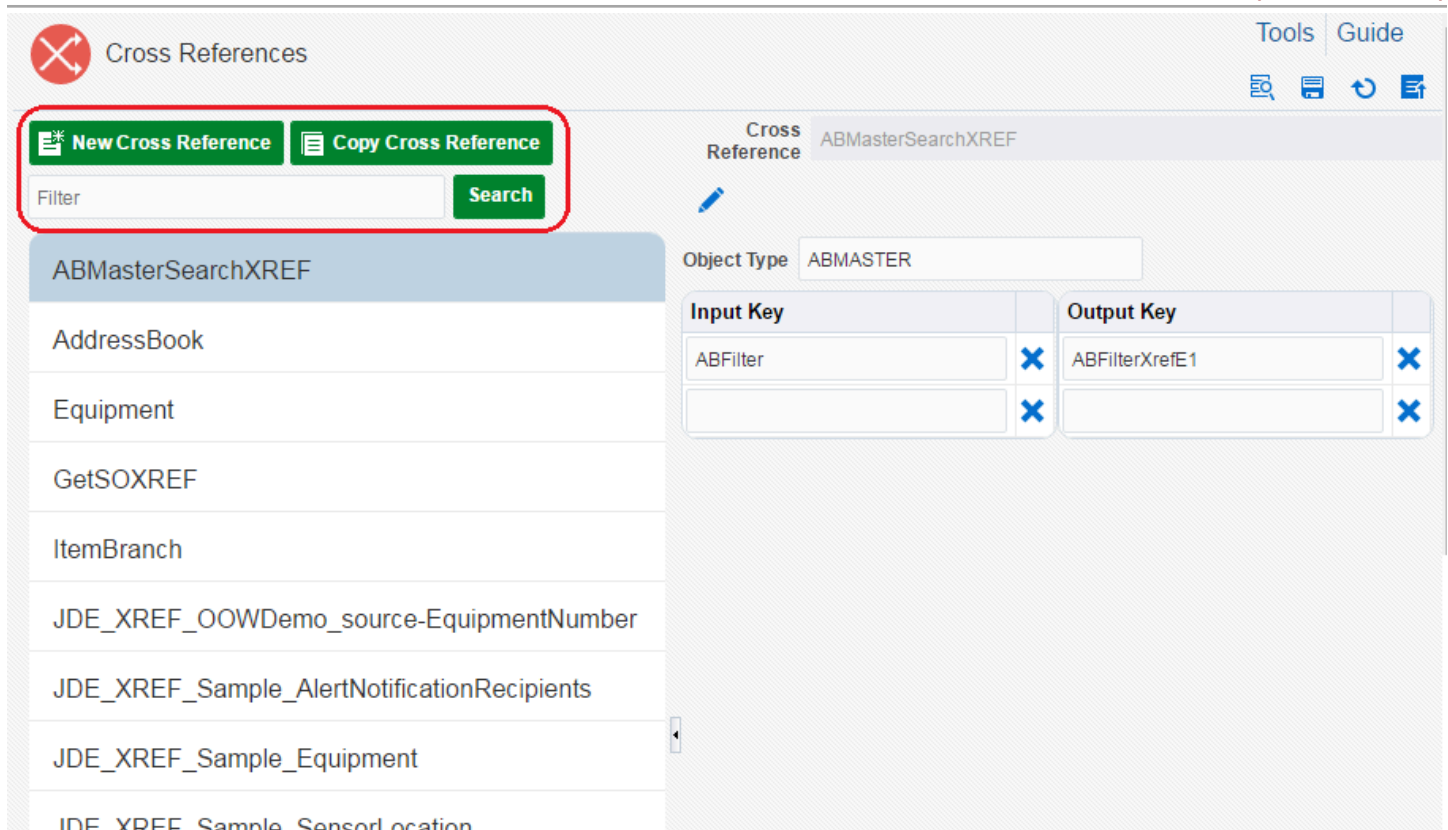 Cross References
Tools Guide
New Cross Reference Copy Cross Reference
Filter Search
ABMasterSearchXREF
AddressBook
Equipment
GetSOXREF
ItemBranch
JDE_XREF_OOWDemo_source-EquipmentNumber
JDE_XREF_Sample_AlertNotificationRecipients
JDE_XREF_Sample_Equipment
JDE_XREF_Sample_SensorLocation
Cross
Reference
ABMasterSearchXREF
Object Type ABMASTER
Input Key Output Key
ABFilter ABFilterXrefE1